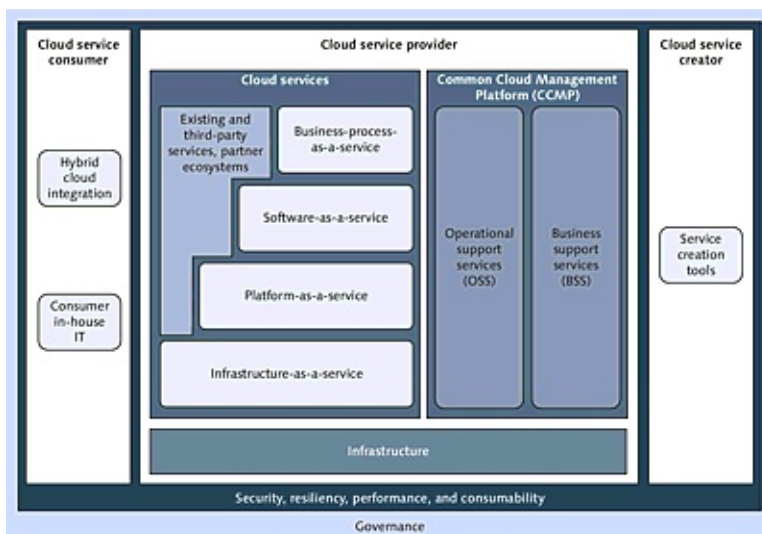 Cloud service
consumer
Hybrid
cloud
integration
Consumer
in-house
IT
Cloud service provider
Cloud services
Existing and
third-party
services, partner
ecosystems
Business-process-
as-a-service
Software-as-a-service
Platform-as-a-service
Infrastructure-as-a-service
Common Cloud Management
Platform (CCMP)
Operational
support
services
(OSS)
Business
support
services
(BSS)
Infrastructure
Cloud service
creator
Service
creation
tools
Security, resiliency, performance, and consumability
Governance